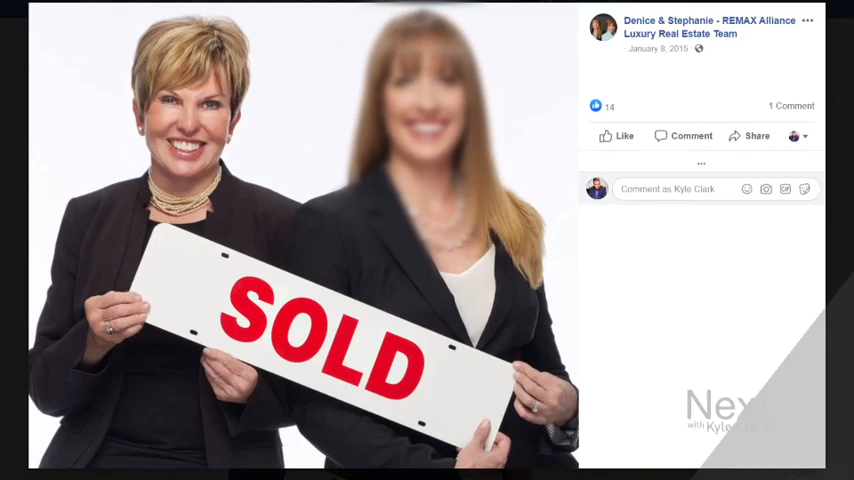 SOLD
Denice & Stephanie - REMAX Alliance
Luxury Real Estate Team
January 8, 2015
14
1 Comment
Like
Comment
Share
Comment as Kyle Clark
GIF
Next
with Kyle Clark